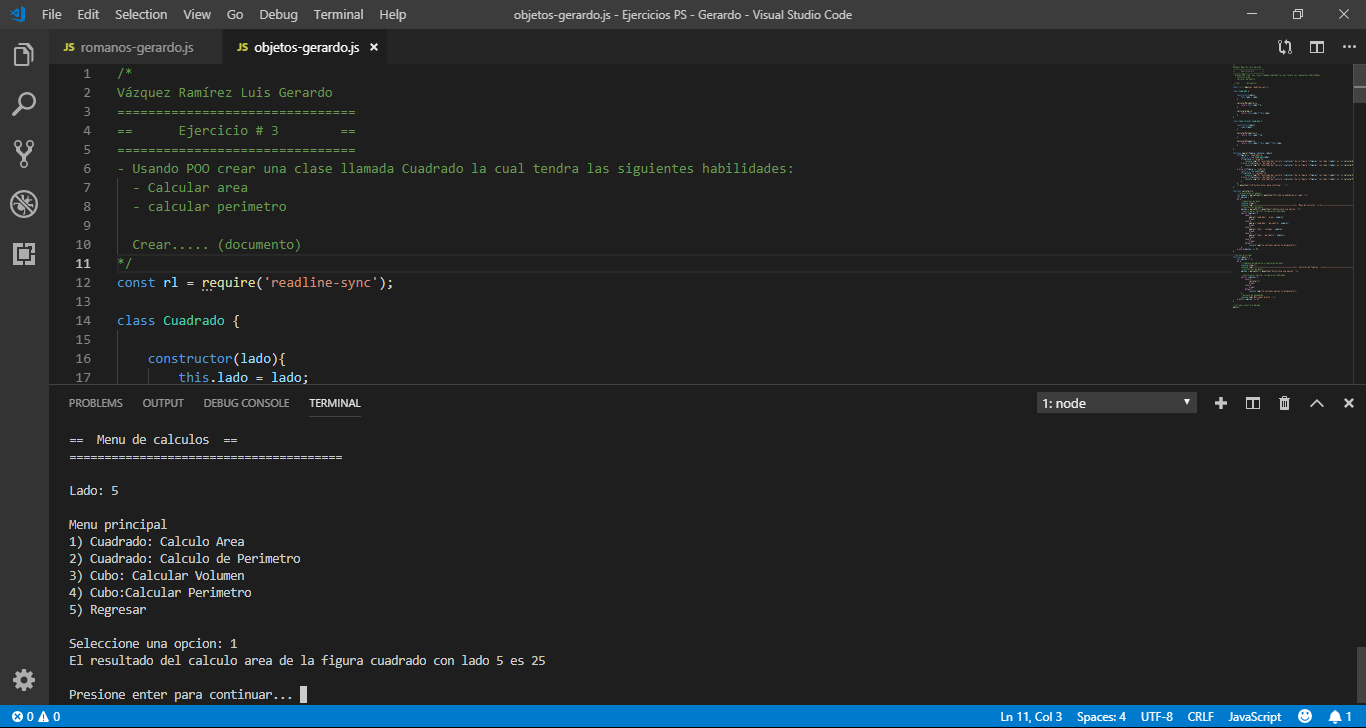 File Edit Selection View Go Debug Terminal Help objetos-gerardo.js - Ejercicios PS - Gerardo - Visual Studio Code
JS romanos-gerardo.js JS objetos-gerardo.js
1 /*
2 Vázquez Ramírez Luis Gerardo
3 ===============================
4 == Ejercicio # 3 ==
5 ===============================
6 - Usando POO crear una clase llamada Cuadrado la cual tendra las siguientes habilidades:
7 - Calcular area
8 - calcular perimetro
9
10 Crear..... (documento)
11 */
12 const rl = require('readline-sync');
13
14 class Cuadrado {
15
16 constructor(lado){
17 this.lado = lado;
PROBLEMS OUTPUT DEBUG CONSOLE TERMINAL 1: node
== Menu de calculos ==
=======================================
Lado: 5
Menu principal
1) Cuadrado: Calculo Area
2) Cuadrado: Calculo de Perimetro
3) Cubo: Calcular Volumen
4) Cubo:Calcular Perimetro
5) Regresar
Seleccione una opcion: 1
El resultado del calculo area de la figura cuadrado con lado 5 es 25
Presione enter para continuar...
0 0 Ln 11, Col 3 Spaces: 4 UTF-8 CRLF JavaScript 1